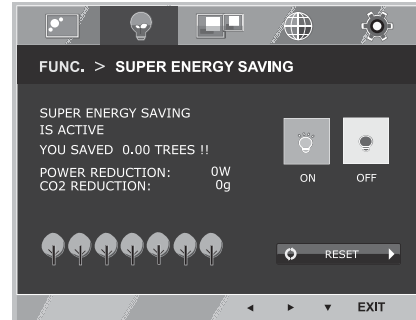 FUNC. > SUPER ENERGY SAVING
SUPER ENERGY SAVING
IS ACTIVE
YOU SAVED 0.00 TREES !!
POWER REDUCTION: 0W
CO2 REDUCTION: 0g
ON OFF
RESET
EXIT